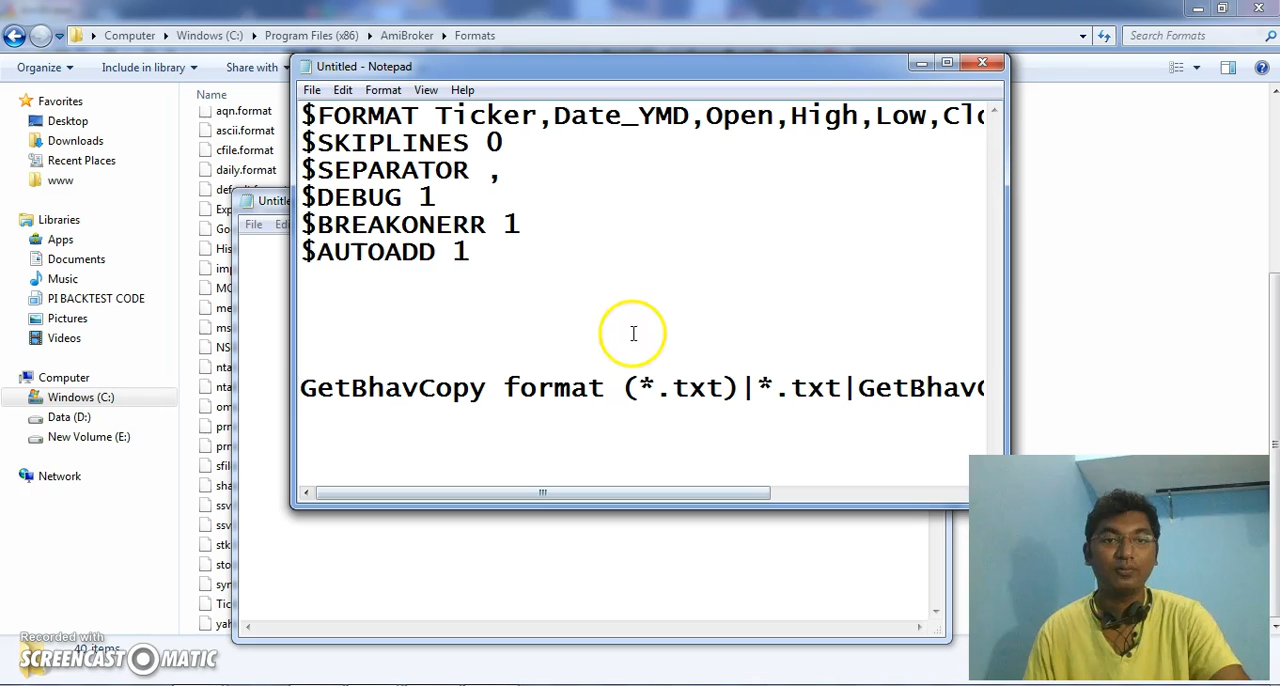 Computer Windows (C:) Program Files (x86) AmiBroker Formats
Search Formats
Organize Include in library Share with
Favorites
Desktop
Downloads
Recent Places
www
Libraries
Apps
Documents
Music
PI BACKTEST CODE
Pictures
Videos
Computer
Windows (C:)
Data (D:)
New Volume (E:)
Network
Name
aqn.format
ascii.format
cfile.format
daily.format
Untitled - Notepad
File Edit Format View Help
$FORMAT Ticker,Date_YMD,Open,High,Low,Clo
$SKIPLINES 0
$SEPARATOR ,
$DEBUG 1
$BREAKONERR 1
$AUTOADD 1
GetBhavCopy format (*.txt)|*.txt|GetBhavC
File
40 items
Recorded with
SCREENCAST MATIC